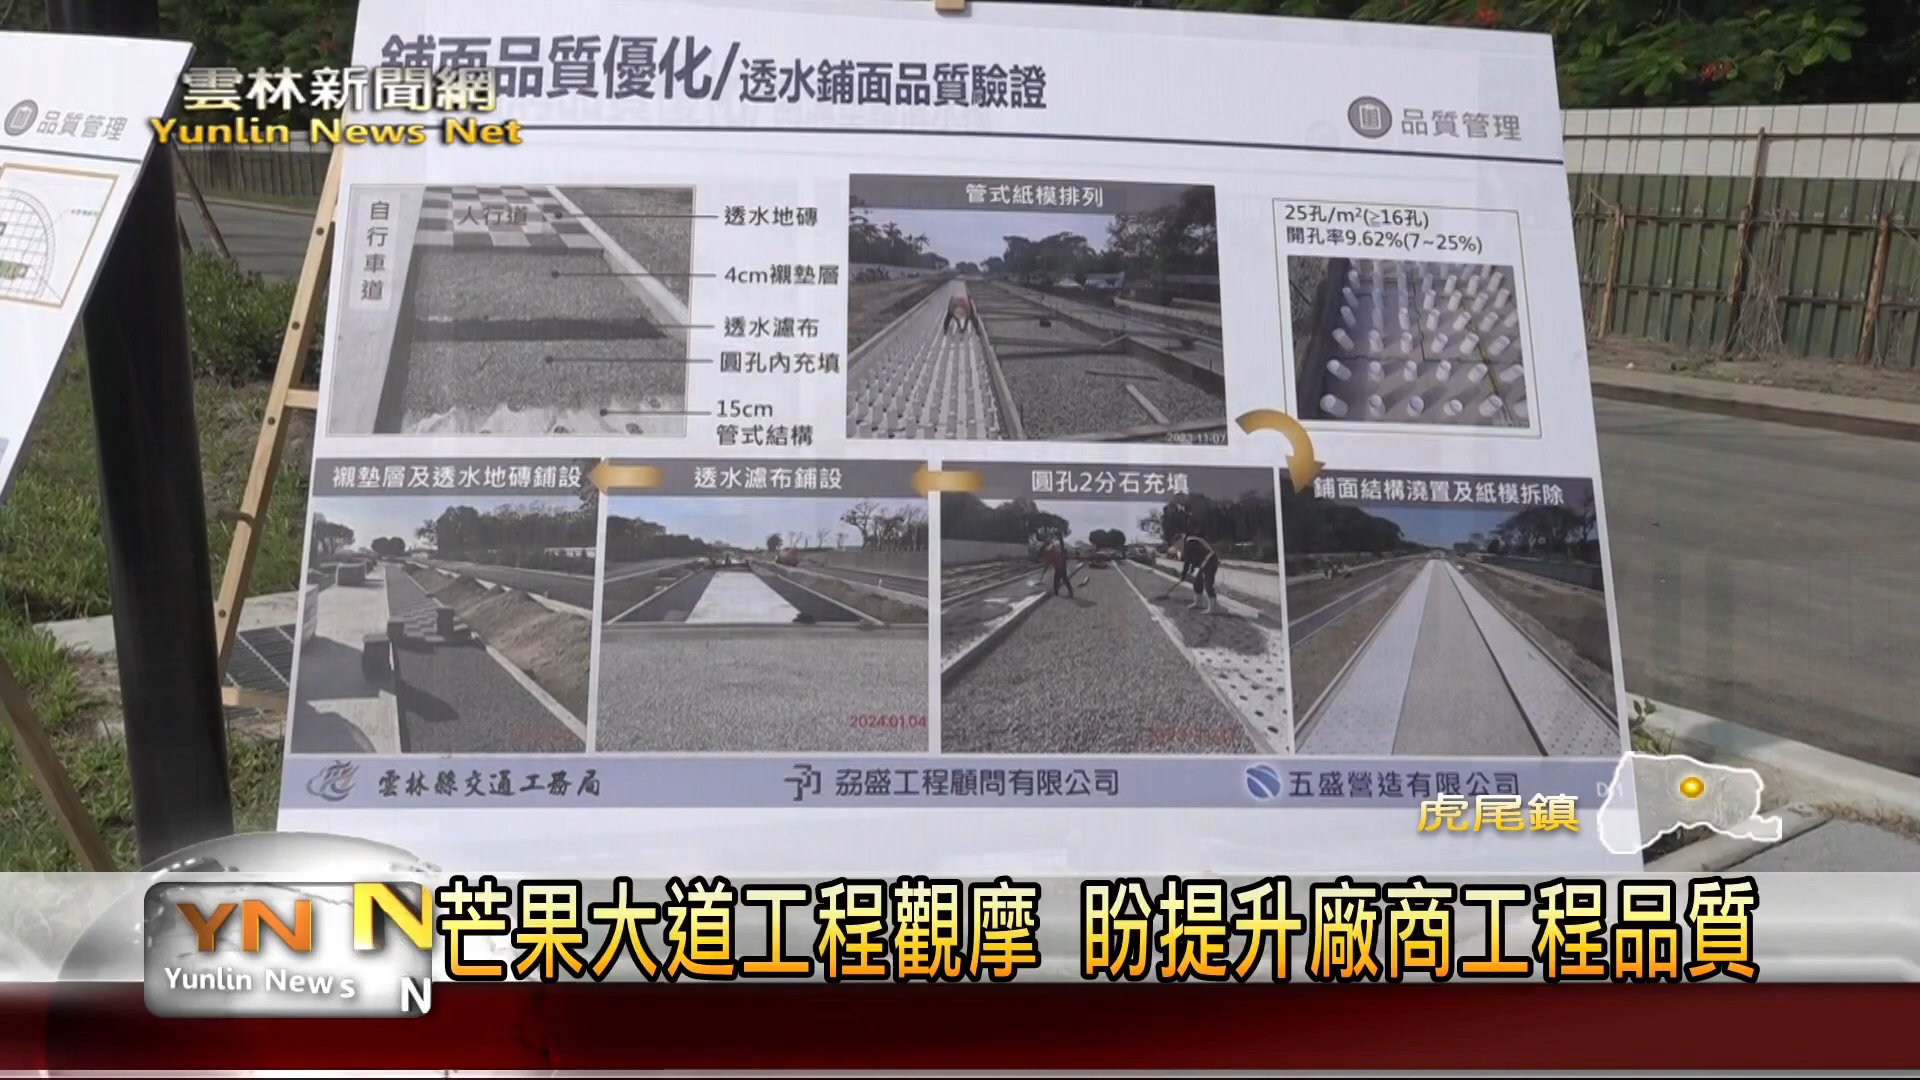 鋪面品質優化/透水鋪面品質驗證
雲林新聞網
Yunlin News Net
品質管理
品質管理
自行車道
人行道
透水地磚
4cm襯墊層
透水濾布
圓孔內充填
15cm
管式結構
管式紙模排列
2023-11-07
25孔/m²(≧16孔)
開孔率9.62%(7~25%)
襯墊層及透水地磚鋪設
透水濾布鋪設
圓孔2分石充填
鋪面結構澆置及紙模拆除
2024.01.04
雲林縣交通工務局
劦盛工程顧問有限公司
五盛營造有限公司
虎尾鎮
YN
N
Yunlin News
N
芒果大道工程觀摩 盼提升廠商工程品質